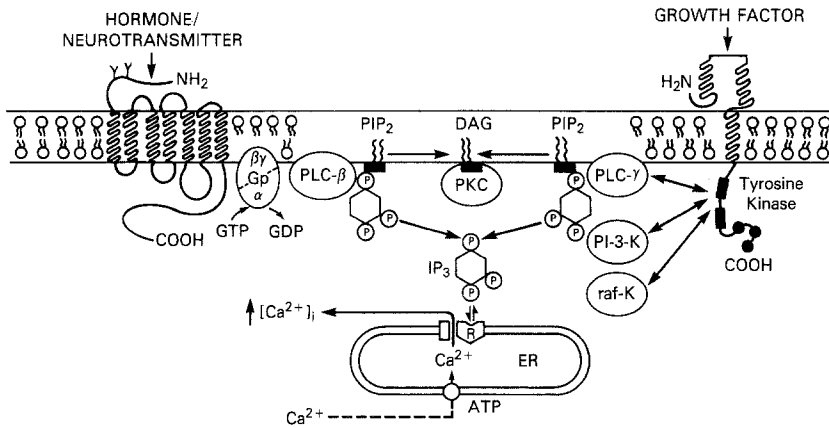 HORMONE/
NEUROTRANSMITTER
NH2
GROWTH FACTOR
H2N
PIP2
DAG
PIP2
βγ
Gp
α
PLC-β
P
P
P
PKC
P
P
P
PLC-γ
Tyrosine
Kinase
GTP
GDP
COOH
PI-3-K
COOH
IP3
P
P
P
raf-K
[Ca2+]i
R
Ca2+
ER
ATP
Ca2+